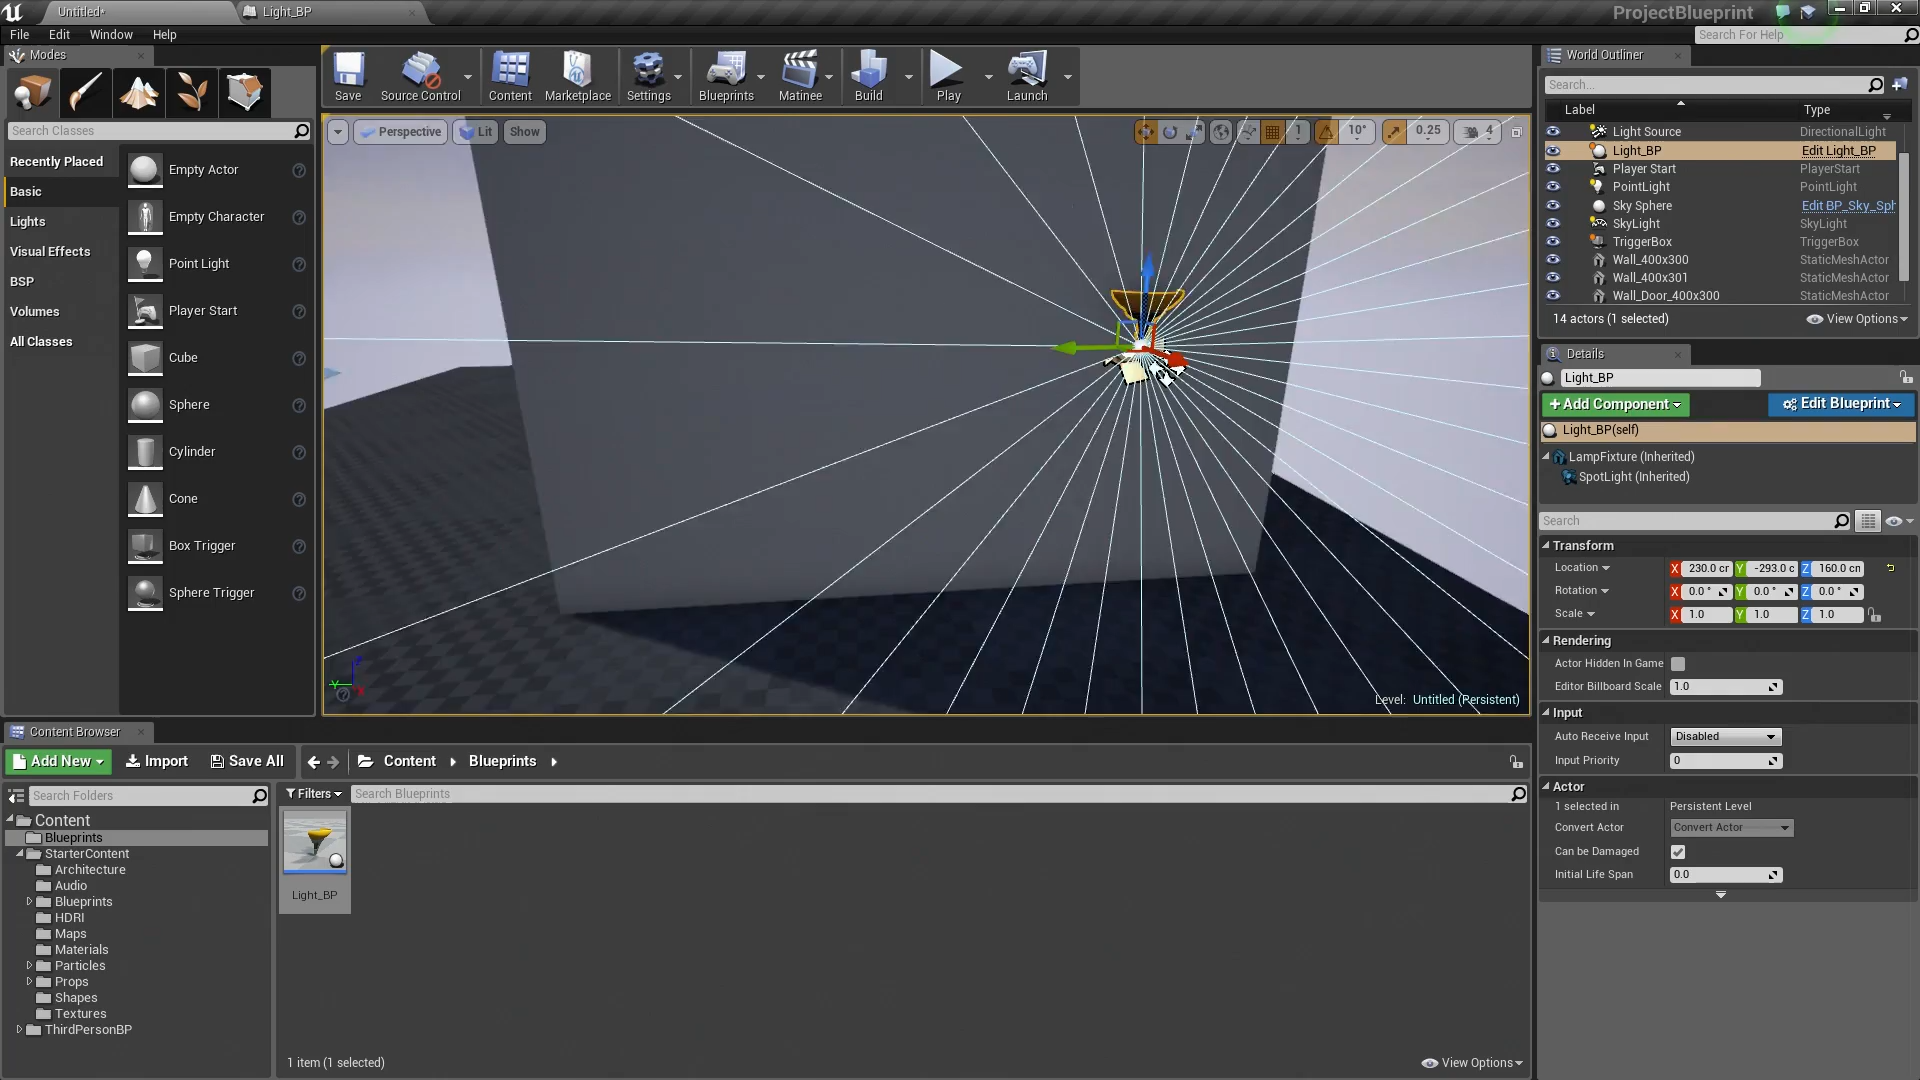 Untitled*
Light_BP
ProjectBlueprint
File
Edit
Window
Help
Search For Help
Modes
Search Classes
Recently Placed
Basic
Lights
Visual Effects
BSP
Volumes
All Classes
Empty Actor
Empty Character
Point Light
Player Start
Cube
Sphere
Cylinder
Cone
Box Trigger
Sphere Trigger
Save
Source Control
Content
Marketplace
Settings
Blueprints
Matinee
Build
Play
Launch
Perspective
Lit
Show
1
10°
0.25
4
Level: Untitled (Persistent)
World Outliner
Search...
Label
Type
Light Source
DirectionalLight
Light_BP
Edit Light_BP
Player Start
PlayerStart
PointLight
PointLight
Sky Sphere
Edit BP_Sky_Sph
SkyLight
SkyLight
TriggerBox
TriggerBox
Wall_400x300
StaticMeshActor
Wall_400x301
StaticMeshActor
Wall_Door_400x300
StaticMeshActor
14 actors (1 selected)
View Options
Details
Light_BP
+Add Component
Edit Blueprint
Light_BP(self)
LampFixture (Inherited)
SpotLight (Inherited)
Search
Transform
Location
X 230.0 cr
Y -293.0 c
Z 160.0 cn
Rotation
X 0.0 °
Y 0.0 °
Z 0.0 °
Scale
X 1.0
Y 1.0
Z 1.0
Rendering
Actor Hidden In Game
Editor Billboard Scale
1.0
Input
Auto Receive Input
Disabled
Input Priority
0
Actor
1 selected in
Persistent Level
Convert Actor
Convert Actor
Can be Damaged
Initial Life Span
0.0
Content Browser
Add New
Import
Save All
Content
Blueprints
Search Folders
Filters
Search Blueprints
Content
Blueprints
StarterContent
Architecture
Audio
Blueprints
HDRI
Maps
Materials
Particles
Props
Shapes
Textures
ThirdPersonBP
Light_BP
1 item (1 selected)
View Options